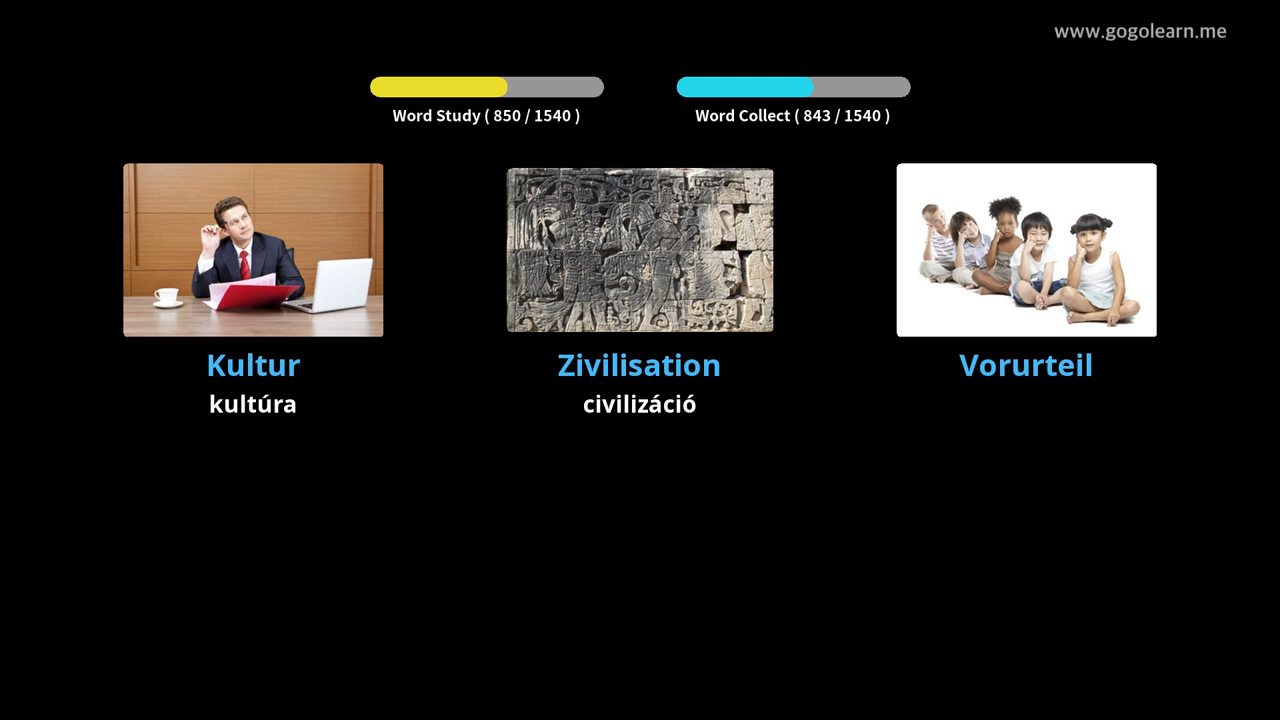 www.gogolearn.me
Word Study ( 850 / 1540 )
Word Collect ( 843 / 1540 )
Kultur
Zivilisation
Vorurteil
kultúra
civilizáció